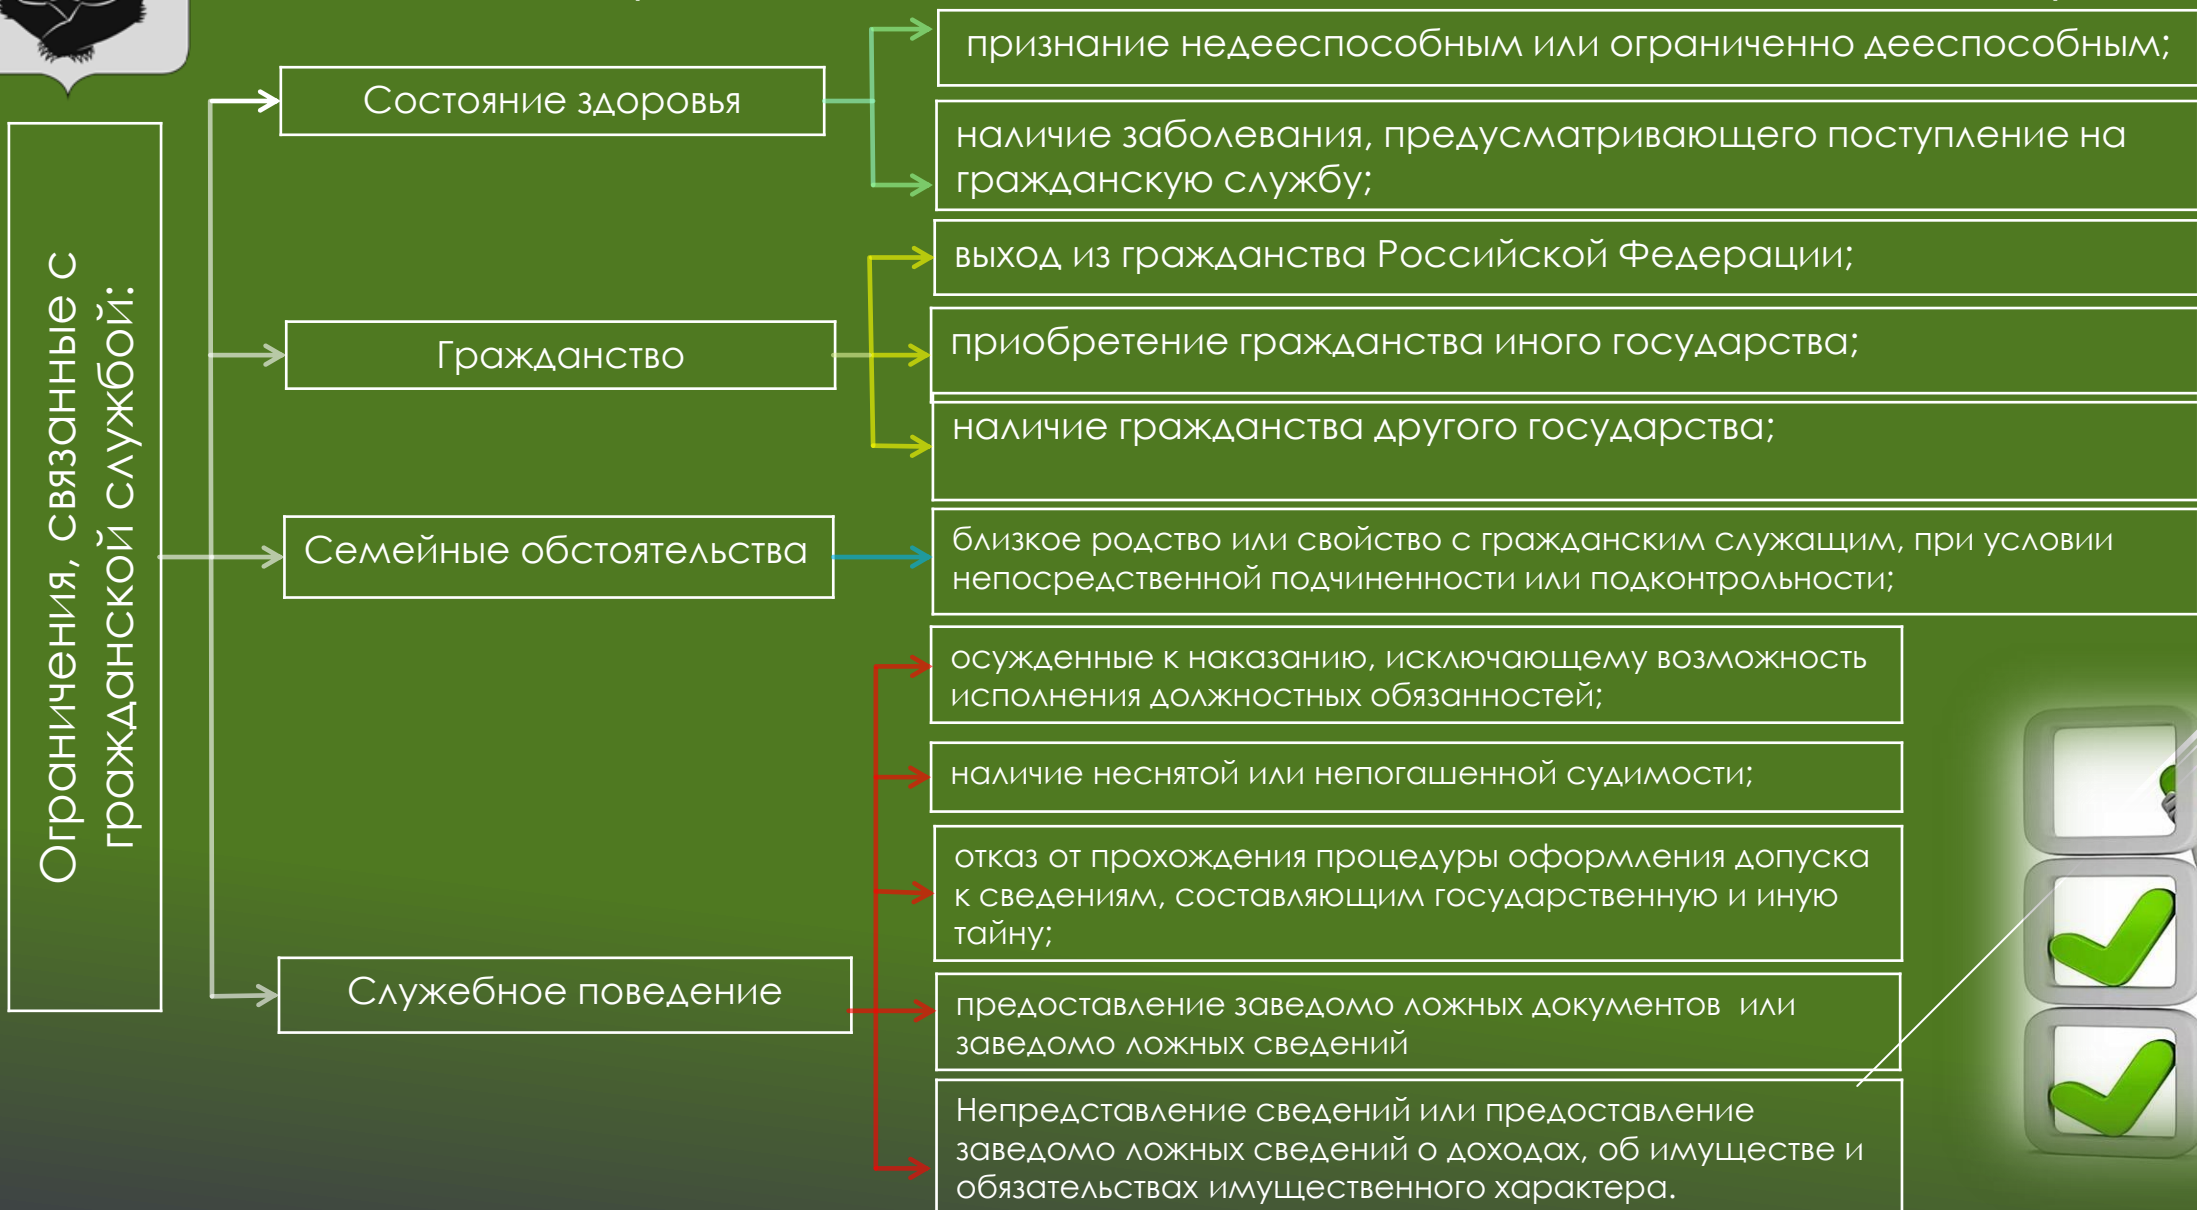 Ограничения, связанные с
гражданской службой:
Состояние здоровья
признание недееспособным или ограниченно дееспособным;
наличие заболевания, предусматривающего поступление на
гражданскую службу;
Гражданство
выход из гражданства Российской Федерации;
приобретение гражданства иного государства;
наличие гражданства другого государства;
Семейные обстоятельства
близкое родство или свойство с гражданским служащим, при условии
непосредственной подчиненности или подконтрольности;
Служебное поведение
осужденные к наказанию, исключающему возможность
исполнения должностных обязанностей;
наличие неснятой или непогашенной судимости;
отказ от прохождения процедуры оформления допуска
к сведениям, составляющим государственную и иную
тайну;
предоставление заведомо ложных документов  или
заведомо ложных сведений
Непредставление сведений или предоставление
заведомо ложных сведений о доходах, об имуществе и
обязательствах имущественного характера.